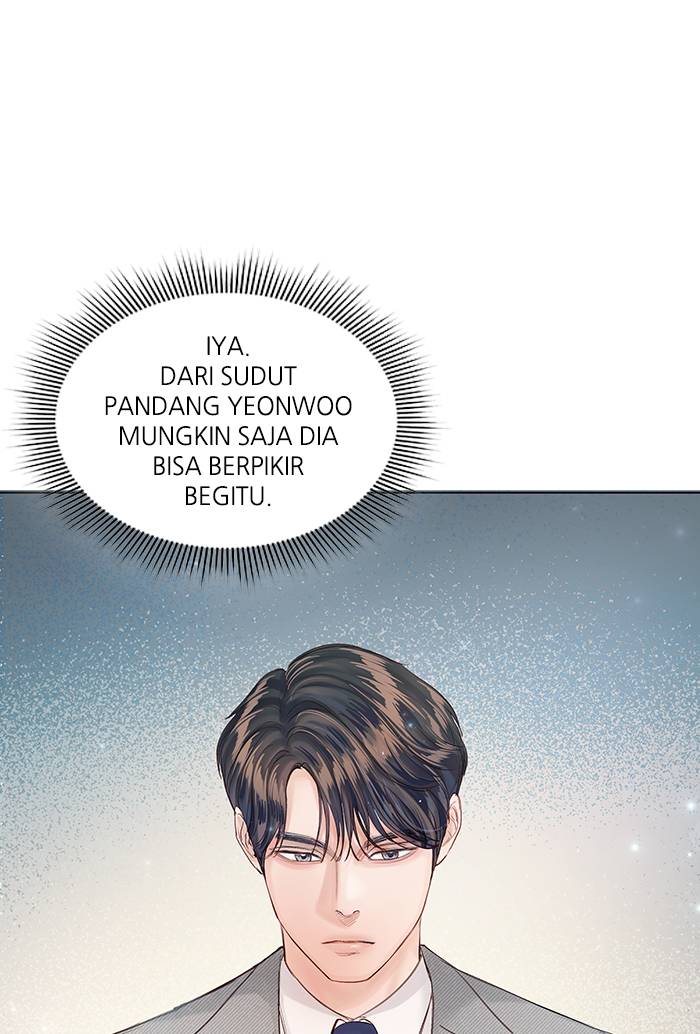 IYA.
DARI SUDUT
PANDANG YEONWOO
MUNGKIN SAJA DIA
BISA BERPIKIR
BEGITU.